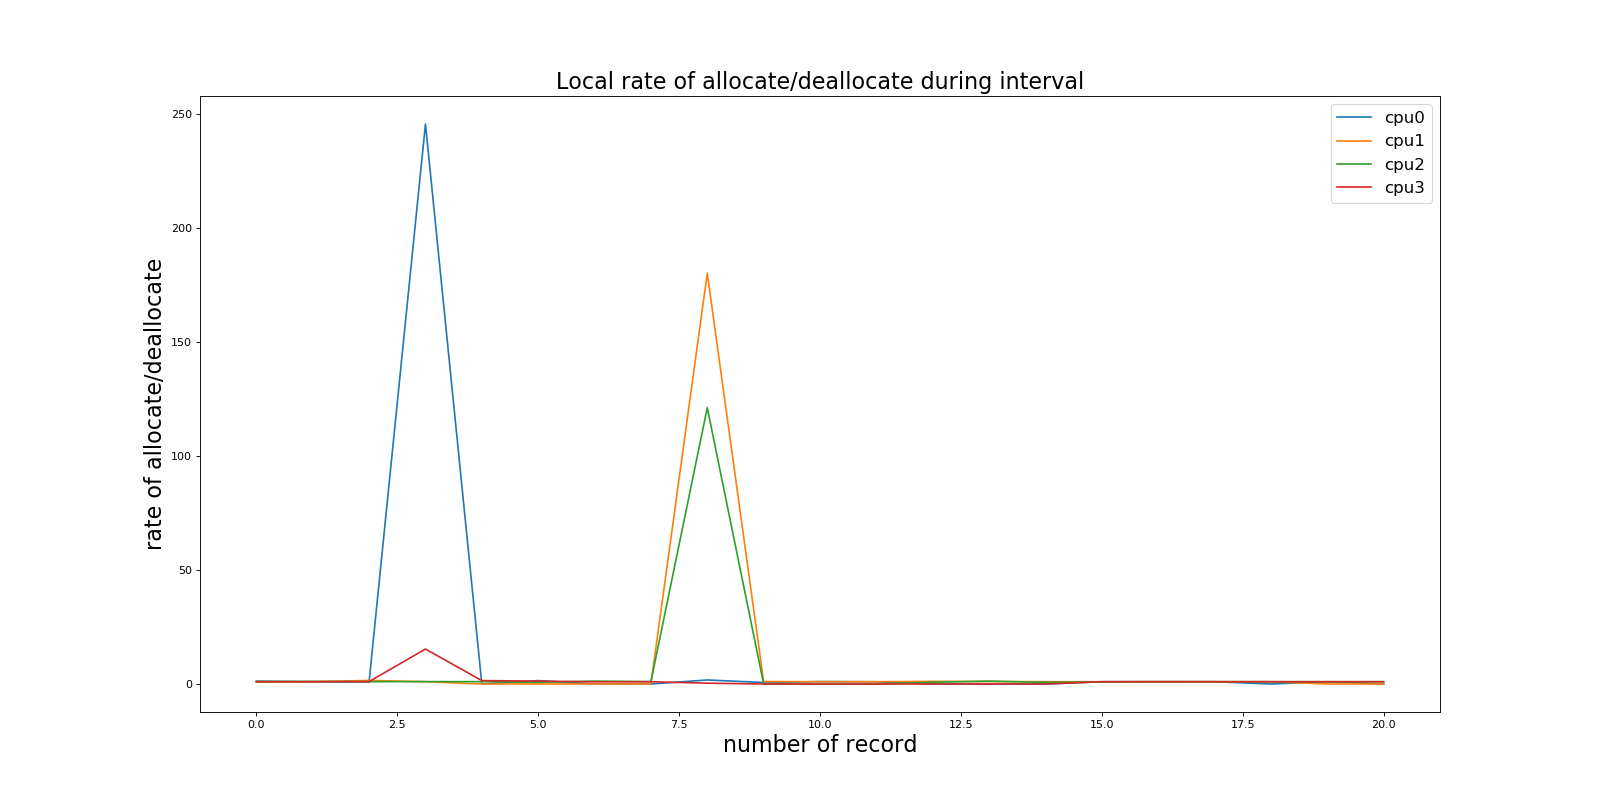 Local rate of allocate/deallocate during interval
250
200
150
100
50
0
rate of allocate/deallocate
cpu0
cpu1
cpu2
cpu3
0.0 2.5 5.0 7.5 10.0 12.5 15.0 17.5 20.0
number of record